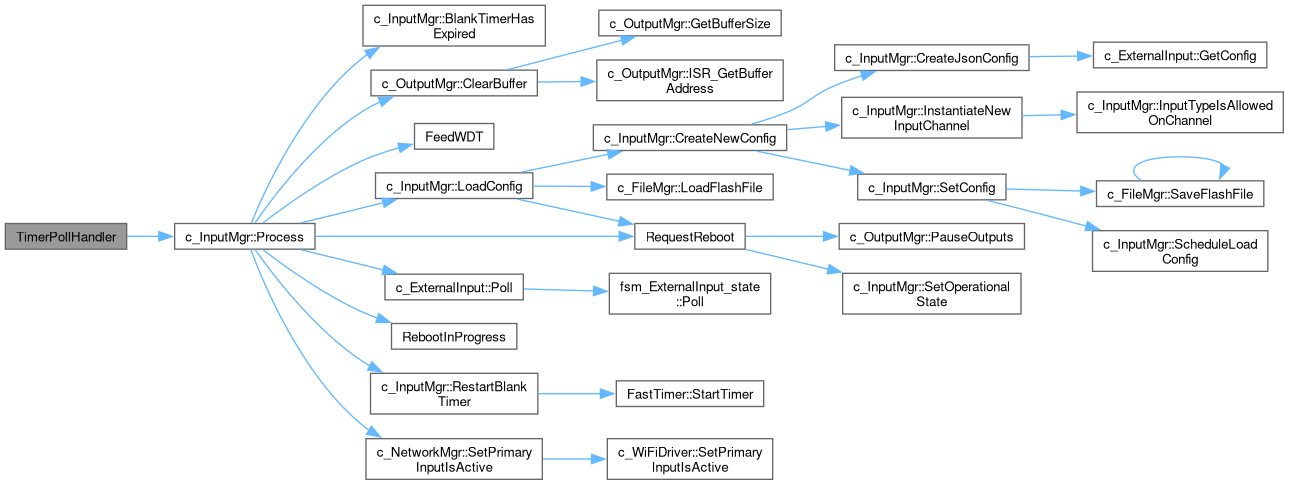 TimerPollHandler
c_InputMgr::Process
c_InputMgr::BlankTimerHas
Expired
c_OutputMgr::ClearBuffer
FeedWDT
c_InputMgr::LoadConfig
c_ExternalInput::Poll
RebootInProgress
c_InputMgr::RestartBlank
Timer
c_NetworkMgr::SetPrimary
InputIsActive
c_OutputMgr::GetBufferSize
c_OutputMgr::ISR_GetBuffer
Address
c_InputMgr::CreateNewConfig
c_FileMgr::LoadFlashFile
RequestReboot
fsm_ExternalInput_state
::Poll
FastTimer::StartTimer
c_WiFiDriver::SetPrimary
InputIsActive
c_InputMgr::CreateJsonConfig
c_InputMgr::InstantiateNew
InputChannel
c_InputMgr::SetConfig
c_OutputMgr::PauseOutputs
c_InputMgr::SetOperational
State
c_ExternalInput::GetConfig
c_InputMgr::InputTypeIsAllowed
OnChannel
c_FileMgr::SaveFlashFile
c_InputMgr::ScheduleLoad
Config